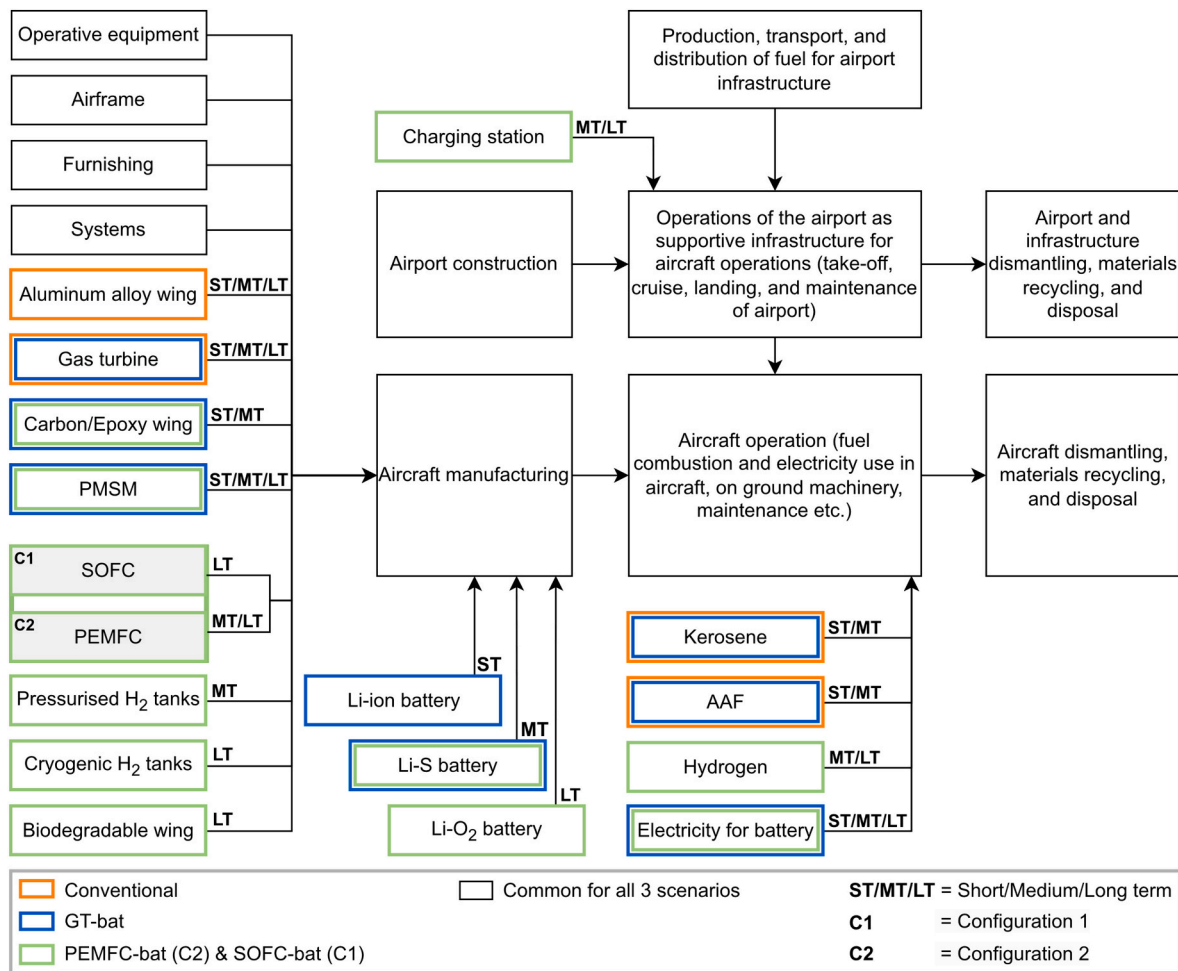 Operative equipment
Airframe
Furnishing
Systems
Aluminum alloy wing
ST/MT/LT
Gas turbine
ST/MT/LT
Carbon/Epoxy wing
ST/MT
PMSM
ST/MT/LT
C1
SOFC
LT
C2
PEMFC
MT/LT
Pressurised H₂ tanks
MT
Cryogenic H₂ tanks
LT
Biodegradable wing
LT
Production, transport, and
distribution of fuel for airport
infrastructure
Charging station
MT/LT
Airport construction
Operations of the airport as
supportive infrastructure for
aircraft operations (take-off,
cruise, landing, and maintenance
of airport)
Airport and
infrastructure
dismantling, materials
recycling, and
disposal
Aircraft manufacturing
Aircraft operation (fuel
combustion and electricity use in
aircraft, on ground machinery,
maintenance etc.)
Aircraft dismantling,
materials recycling,
and disposal
ST
Li-ion battery
MT
Li-S battery
LT
Li-O₂ battery
Kerosene
ST/MT
AAF
ST/MT
Hydrogen
MT/LT
Electricity for battery
ST/MT/LT
Conventional
GT-bat
PEMFC-bat (C2) & SOFC-bat (C1)
Common for all 3 scenarios
ST/MT/LT = Short/Medium/Long term
C1 = Configuration 1
C2 = Configuration 2